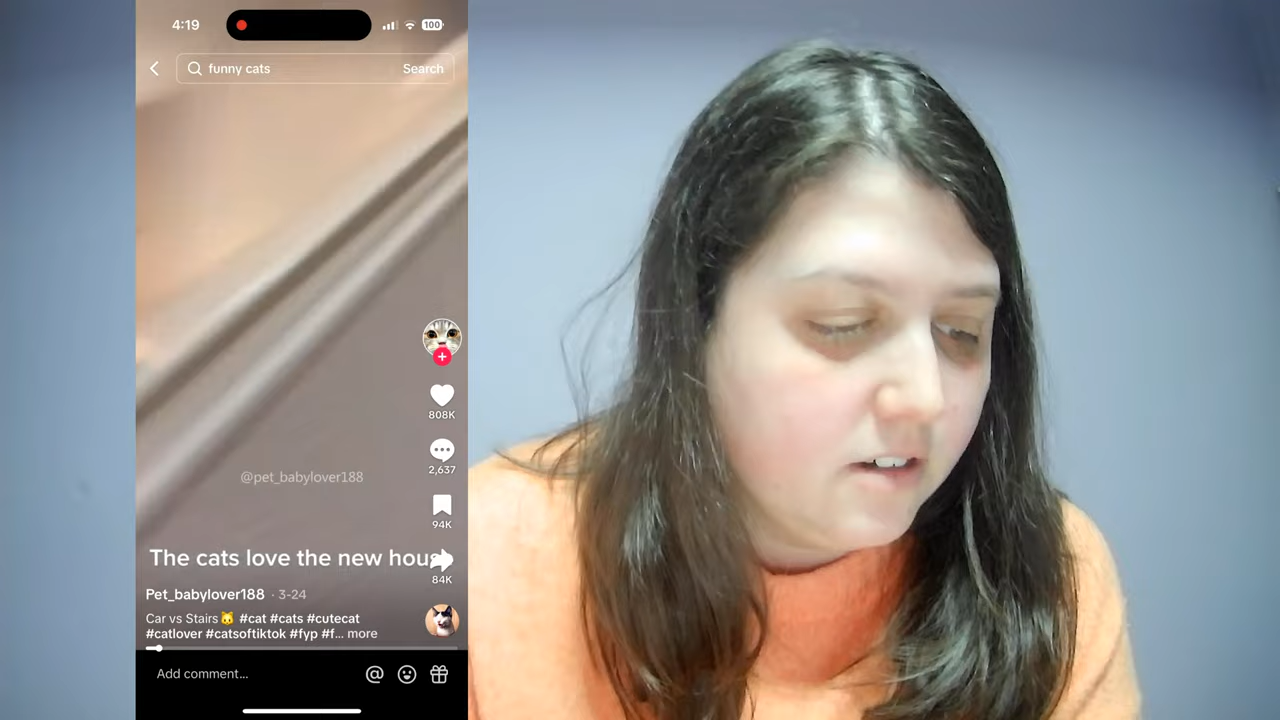 4:19
100
funny cats
Search
808K
2,637
@pet_babylover188
94K
The cats love the new
84K
Pet_babylover188 · 3-24
Car vs Stairs🐱 #cat #cats #cutecat
#catlover #catsoftiktok #fyp #f... more
Add comment...